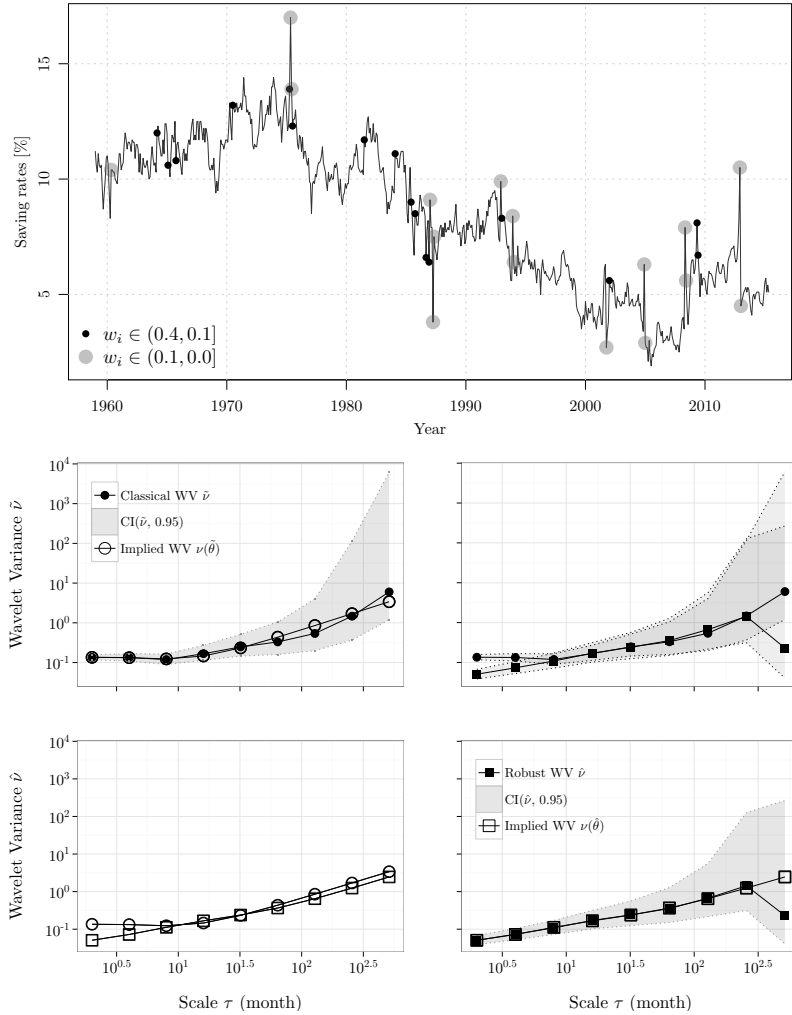 15
10
5
Saving rates [%]
w_i ∈ (0.4, 0.1]
w_i ∈ (0.1, 0.0]
1960 1970 1980 1990 2000 2010
Year
10^4
10^3
10^2
10^1
10^0
10^-1
Wavelet Variance ν̃
Classical WV ν̃
CI(ν̃, 0.95)
Implied WV ν(θ̃)
10^4
10^3
10^2
10^1
10^0
10^-1
Wavelet Variance ν̂
Robust WV ν̂
CI(ν̂, 0.95)
Implied WV ν(θ̂)
10^0.5 10^1 10^1.5 10^2 10^2.5
10^0.5 10^1 10^1.5 10^2 10^2.5
Scale τ (month)
Scale τ (month)